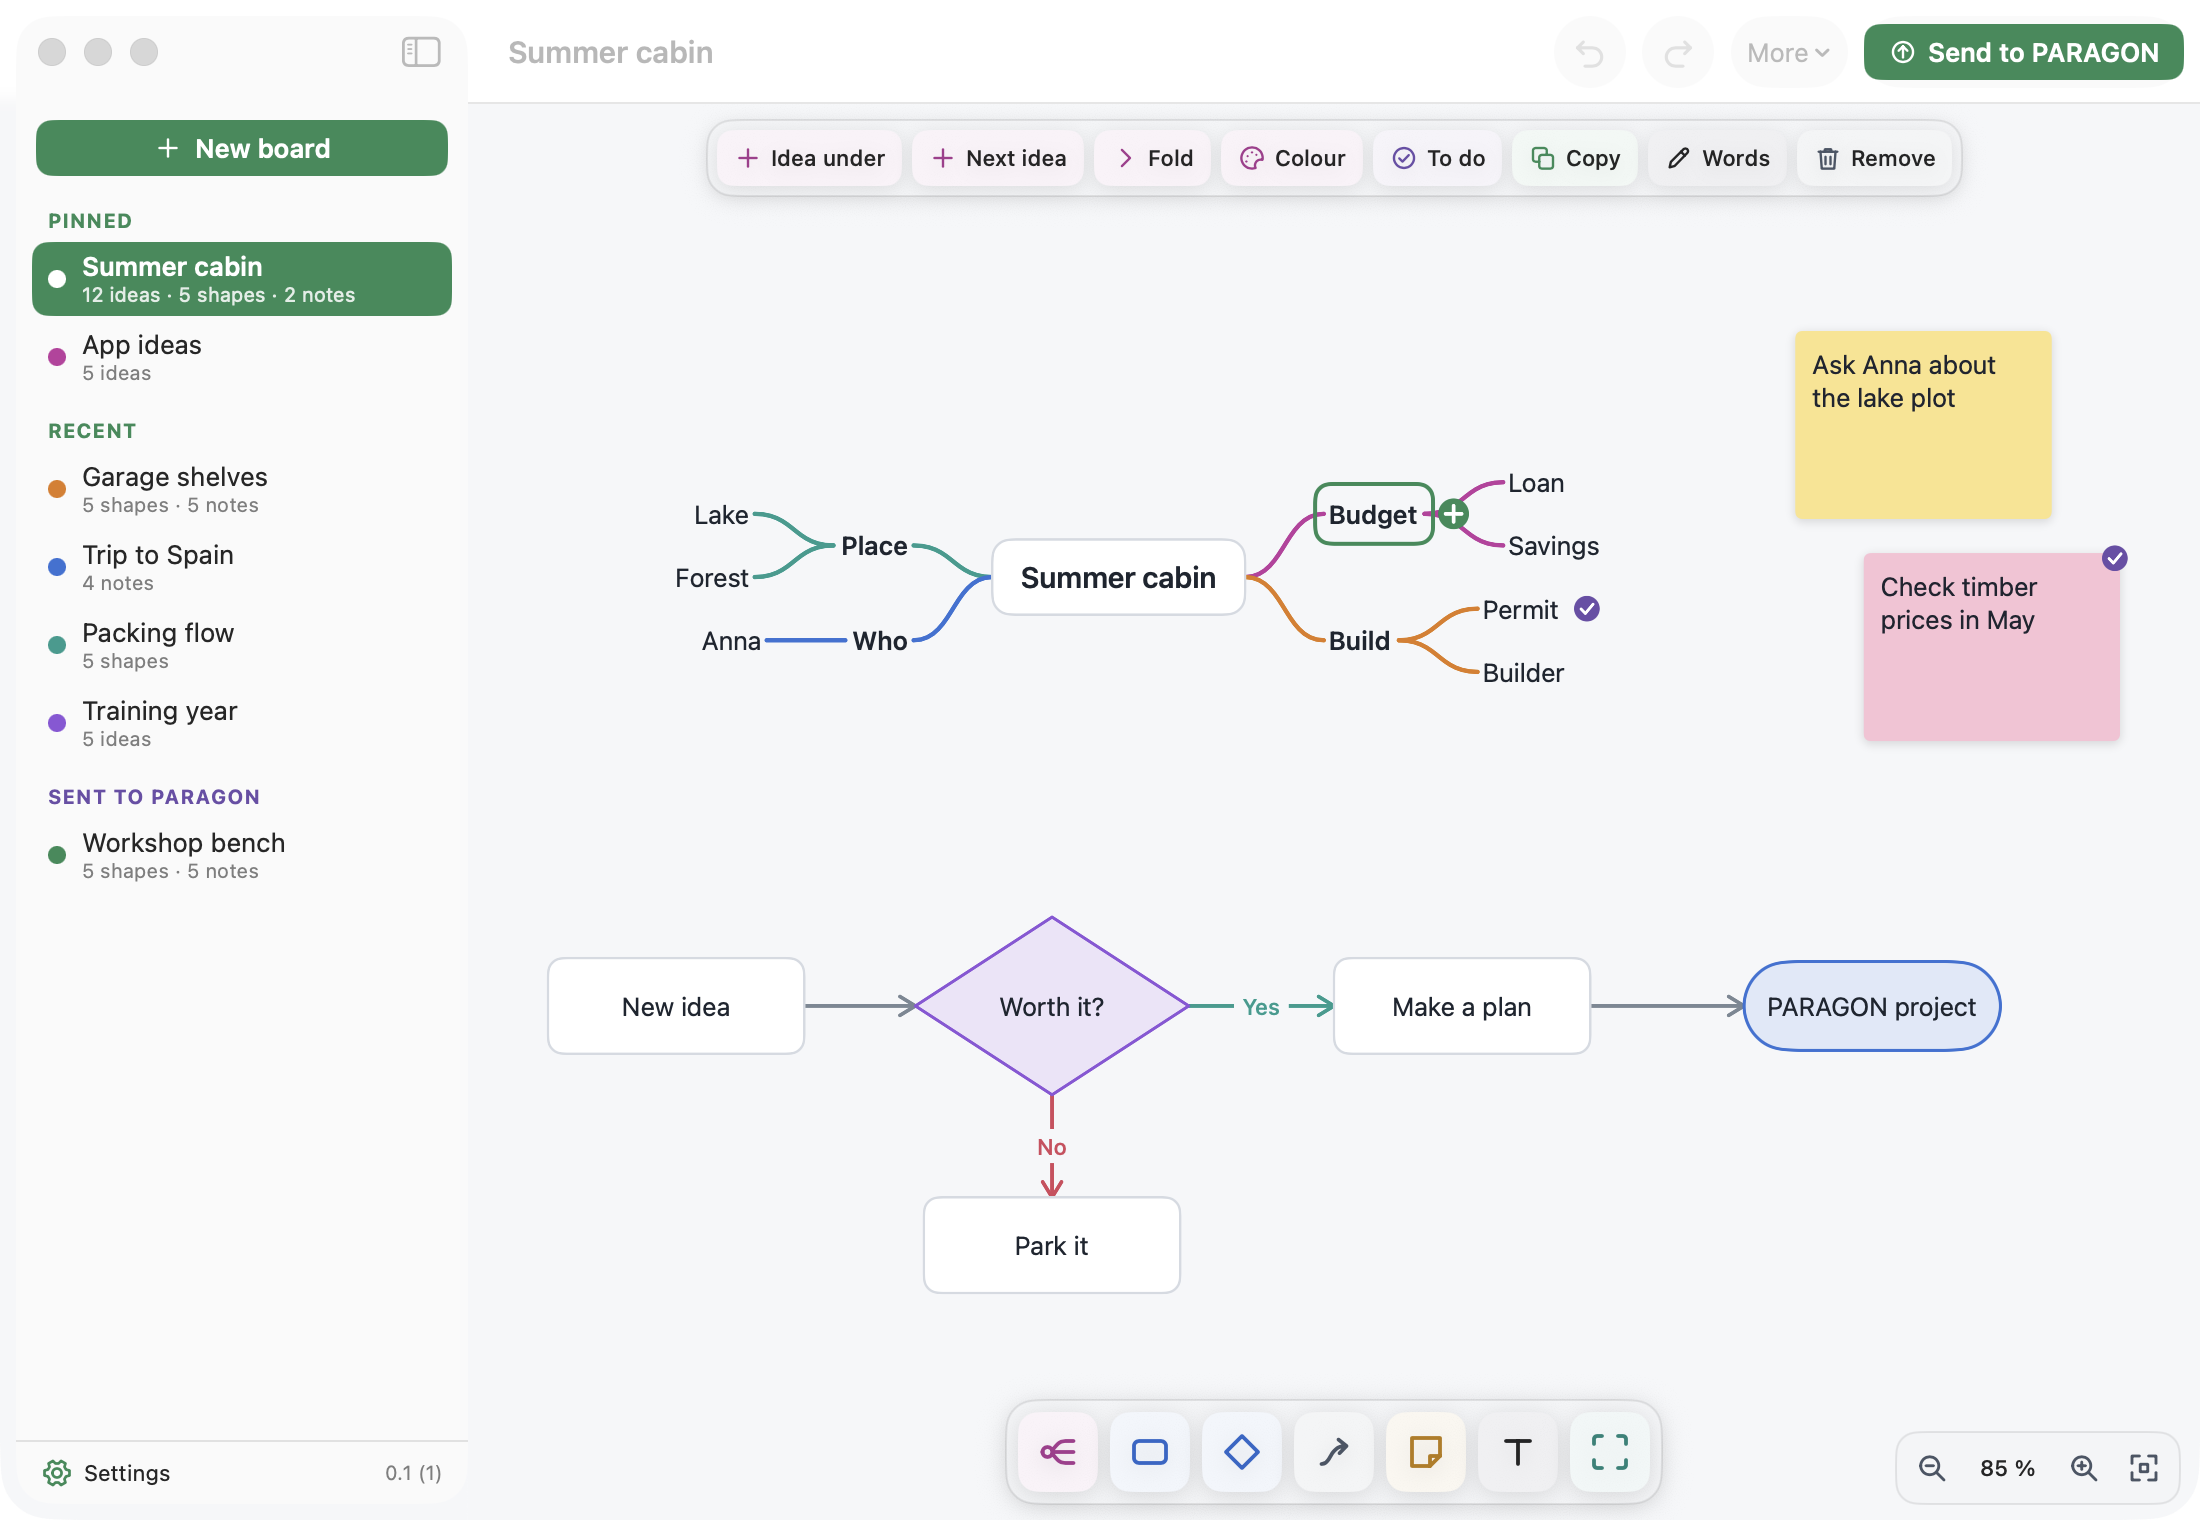 Summer cabin
More
Send to PARAGON
New board
PINNED
Summer cabin
12 ideas · 5 shapes · 2 notes
App ideas
5 ideas
RECENT
Garage shelves
5 shapes · 5 notes
Trip to Spain
4 notes
Packing flow
5 shapes
Training year
5 ideas
SENT TO PARAGON
Workshop bench
5 shapes · 5 notes
Settings
0.1 (1)
Idea under
Next idea
Fold
Colour
To do
Copy
Words
Remove
Ask Anna about
the lake plot
Check timber
prices in May
Lake
Forest
Place
Anna
Who
Summer cabin
Budget
Loan
Savings
Build
Permit
Builder
New idea
Worth it?
Yes
Make a plan
PARAGON project
No
Park it
T
85 %